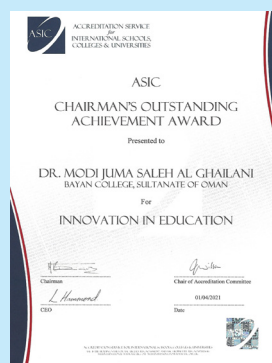 ASIC
ACCREDITATION SERVICE
for
INTERNATIONAL SCHOOLS,
COLLEGES & UNIVERSITIES
ASIC
CHAIRMAN'S OUTSTANDING
ACHIEVEMENT AWARD
Presented to
DR. MODI JUMA SALEH AL GHAILANI
BAYAN COLLEGE, SULTANATE OF OMAN
For
INNOVATION IN EDUCATION
Chairman
Chair of Accreditation Committee
L Hammond
01/04/2021
CEO
Date